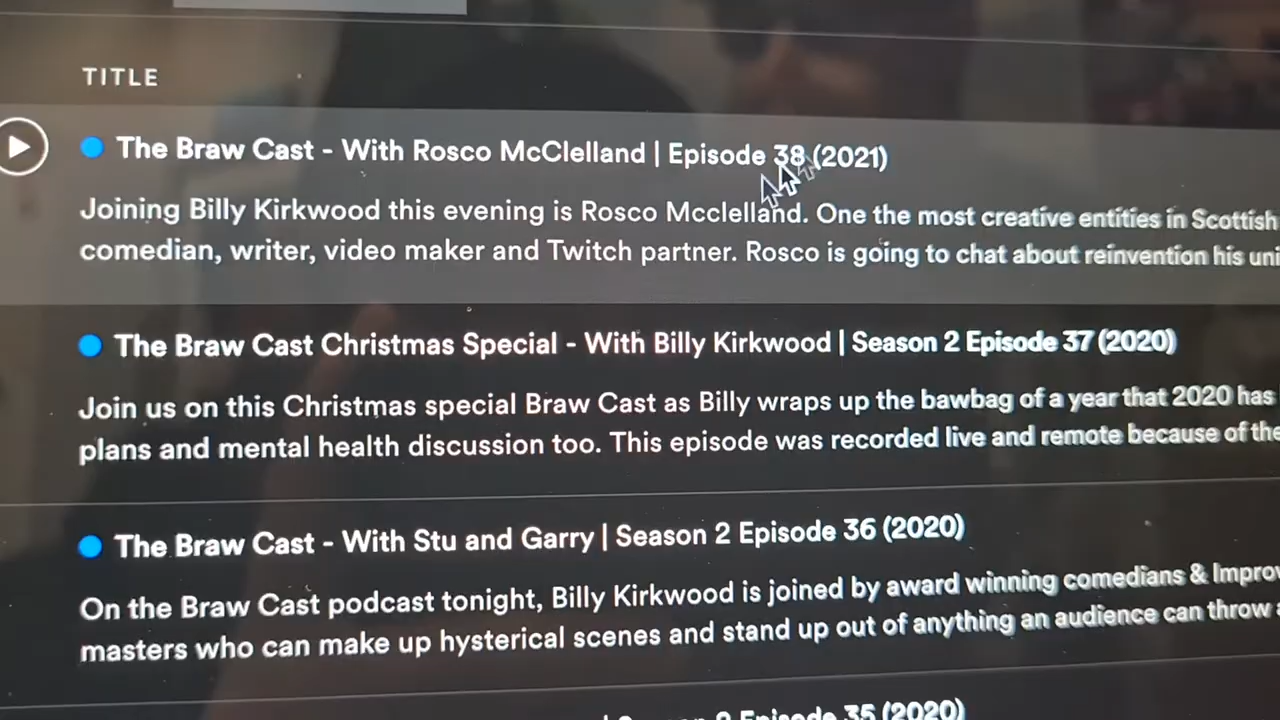 TITLE
The Braw Cast - With Rosco McClelland | Episode 38 (2021)
Joining Billy Kirkwood this evening is Rosco Mcclelland. One the most creative entities in Scottish
comedian, writer, video maker and Twitch partner. Rosco is going to chat about reinvention his uni
The Braw Cast Christmas Special - With Billy Kirkwood | Season 2 Episode 37 (2020)
Join us on this Christmas special Braw Cast as Billy wraps up the bawbag of a year that 2020 has
plans and mental health discussion too. This episode was recorded live and remote because of the
The Braw Cast - With Stu and Garry | Season 2 Episode 36 (2020)
On the Braw Cast podcast tonight, Billy Kirkwood is joined by award winning comedians & Improv
masters who can make up hysterical scenes and stand up out of anything an audience can throw
Episode 35 (2020)